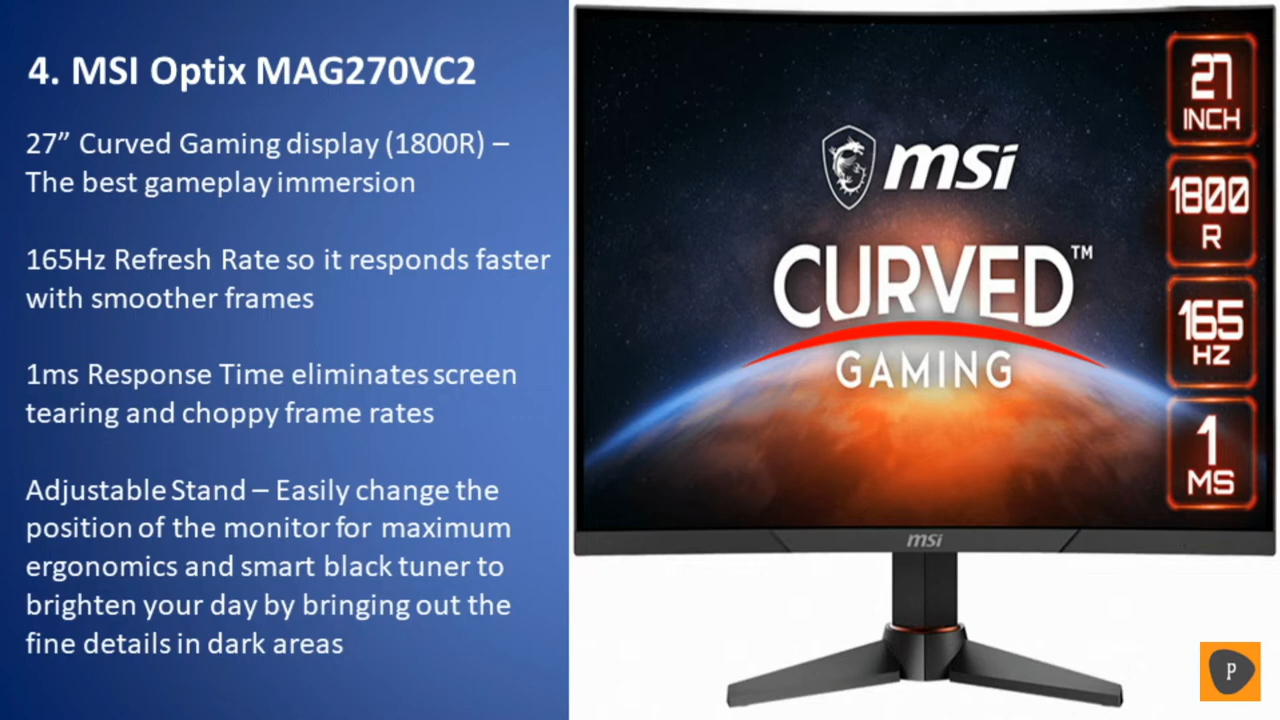 4. MSI Optix MAG270VC2
27” Curved Gaming display (1800R) –
The best gameplay immersion
165Hz Refresh Rate so it responds faster
with smoother frames
1ms Response Time eliminates screen
tearing and choppy frame rates
Adjustable Stand – Easily change the
position of the monitor for maximum
ergonomics and smart black tuner to
brighten your day by bringing out the
fine details in dark areas
msi
CURVED™
GAMING
27
INCH
1800
R
165
HZ
1
MS
msi
P